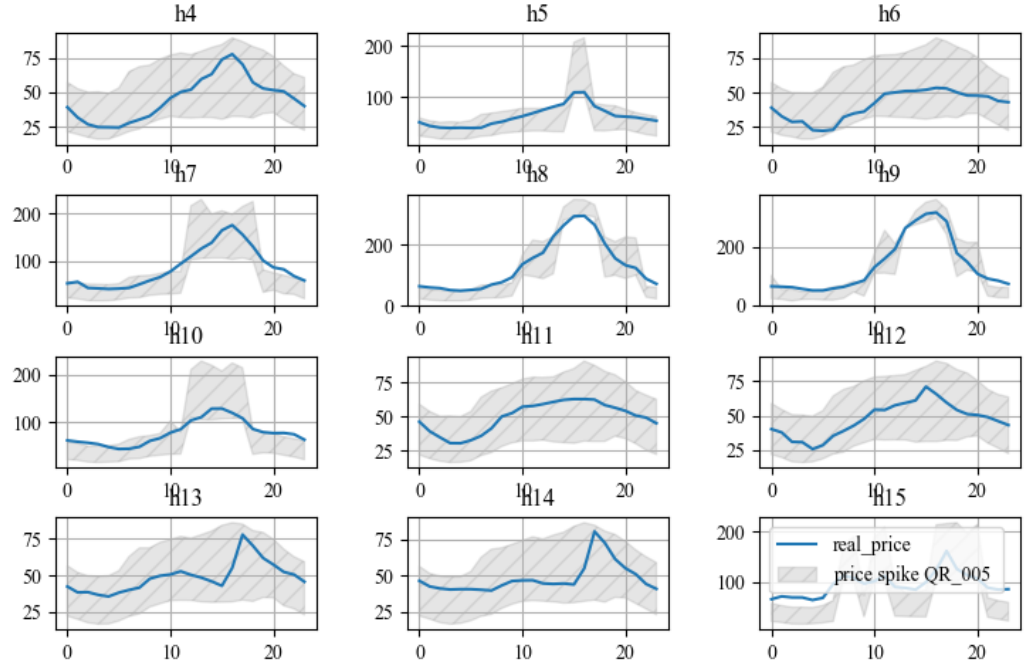 h4 h5 h6
75 200 75
50 100 50
25 25
0 10 20 0 10 20 0 10 20
h7 h8 h9
200 200 200
100 0 0
0 10 20 0 10 20 0 10 20
h10 h11 h12
200 75 75
100 50 50
25 25
0 10 20 0 10 20 0 10 20
h13 h14 h15
75 75 200
50 50 100
25 25
real_price
price spike QR_005
0 10 20 0 10 20 0 10 20